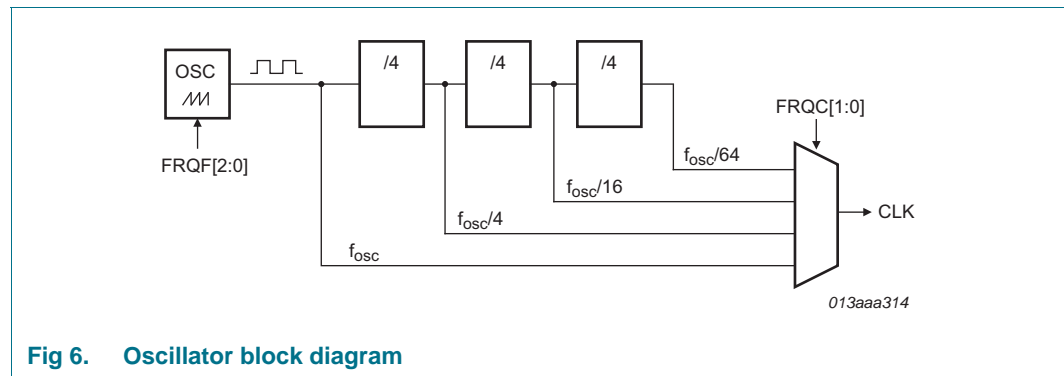 OSC
/4
/4
/4
FRQC[1:0]
FRQF[2:0]
fosc/64
fosc/16
CLK
fosc/4
fosc
013aaa314
Fig 6. Oscillator block diagram